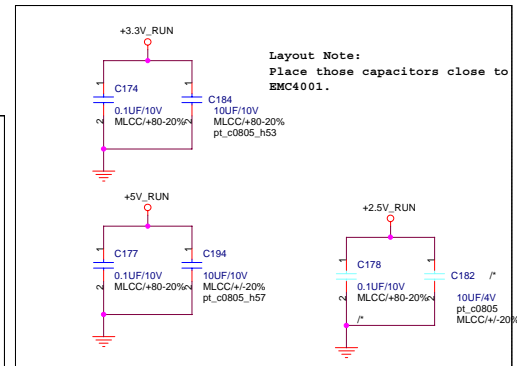 +3.3V_RUN
Layout Note:
Place those capacitors close to
EMC4001.
1
1
C174
C184
0.1UF/10V
10UF/10V
MLCC/+80-20%
MLCC/+80-20%
2
2
pt_c0805_h53
+5V_RUN
+2.5V_RUN
1
1
C177
C194
0.1UF/10V
10UF/10V
MLCC/+80-20%
MLCC/+/-20%
2
2
pt_c0805_h57
1
1
C178
C182
/*
0.1UF/10V
MLCC/+80-20%
2
2
10UF/4V
pt_c0805
MLCC/+/-20%
/*